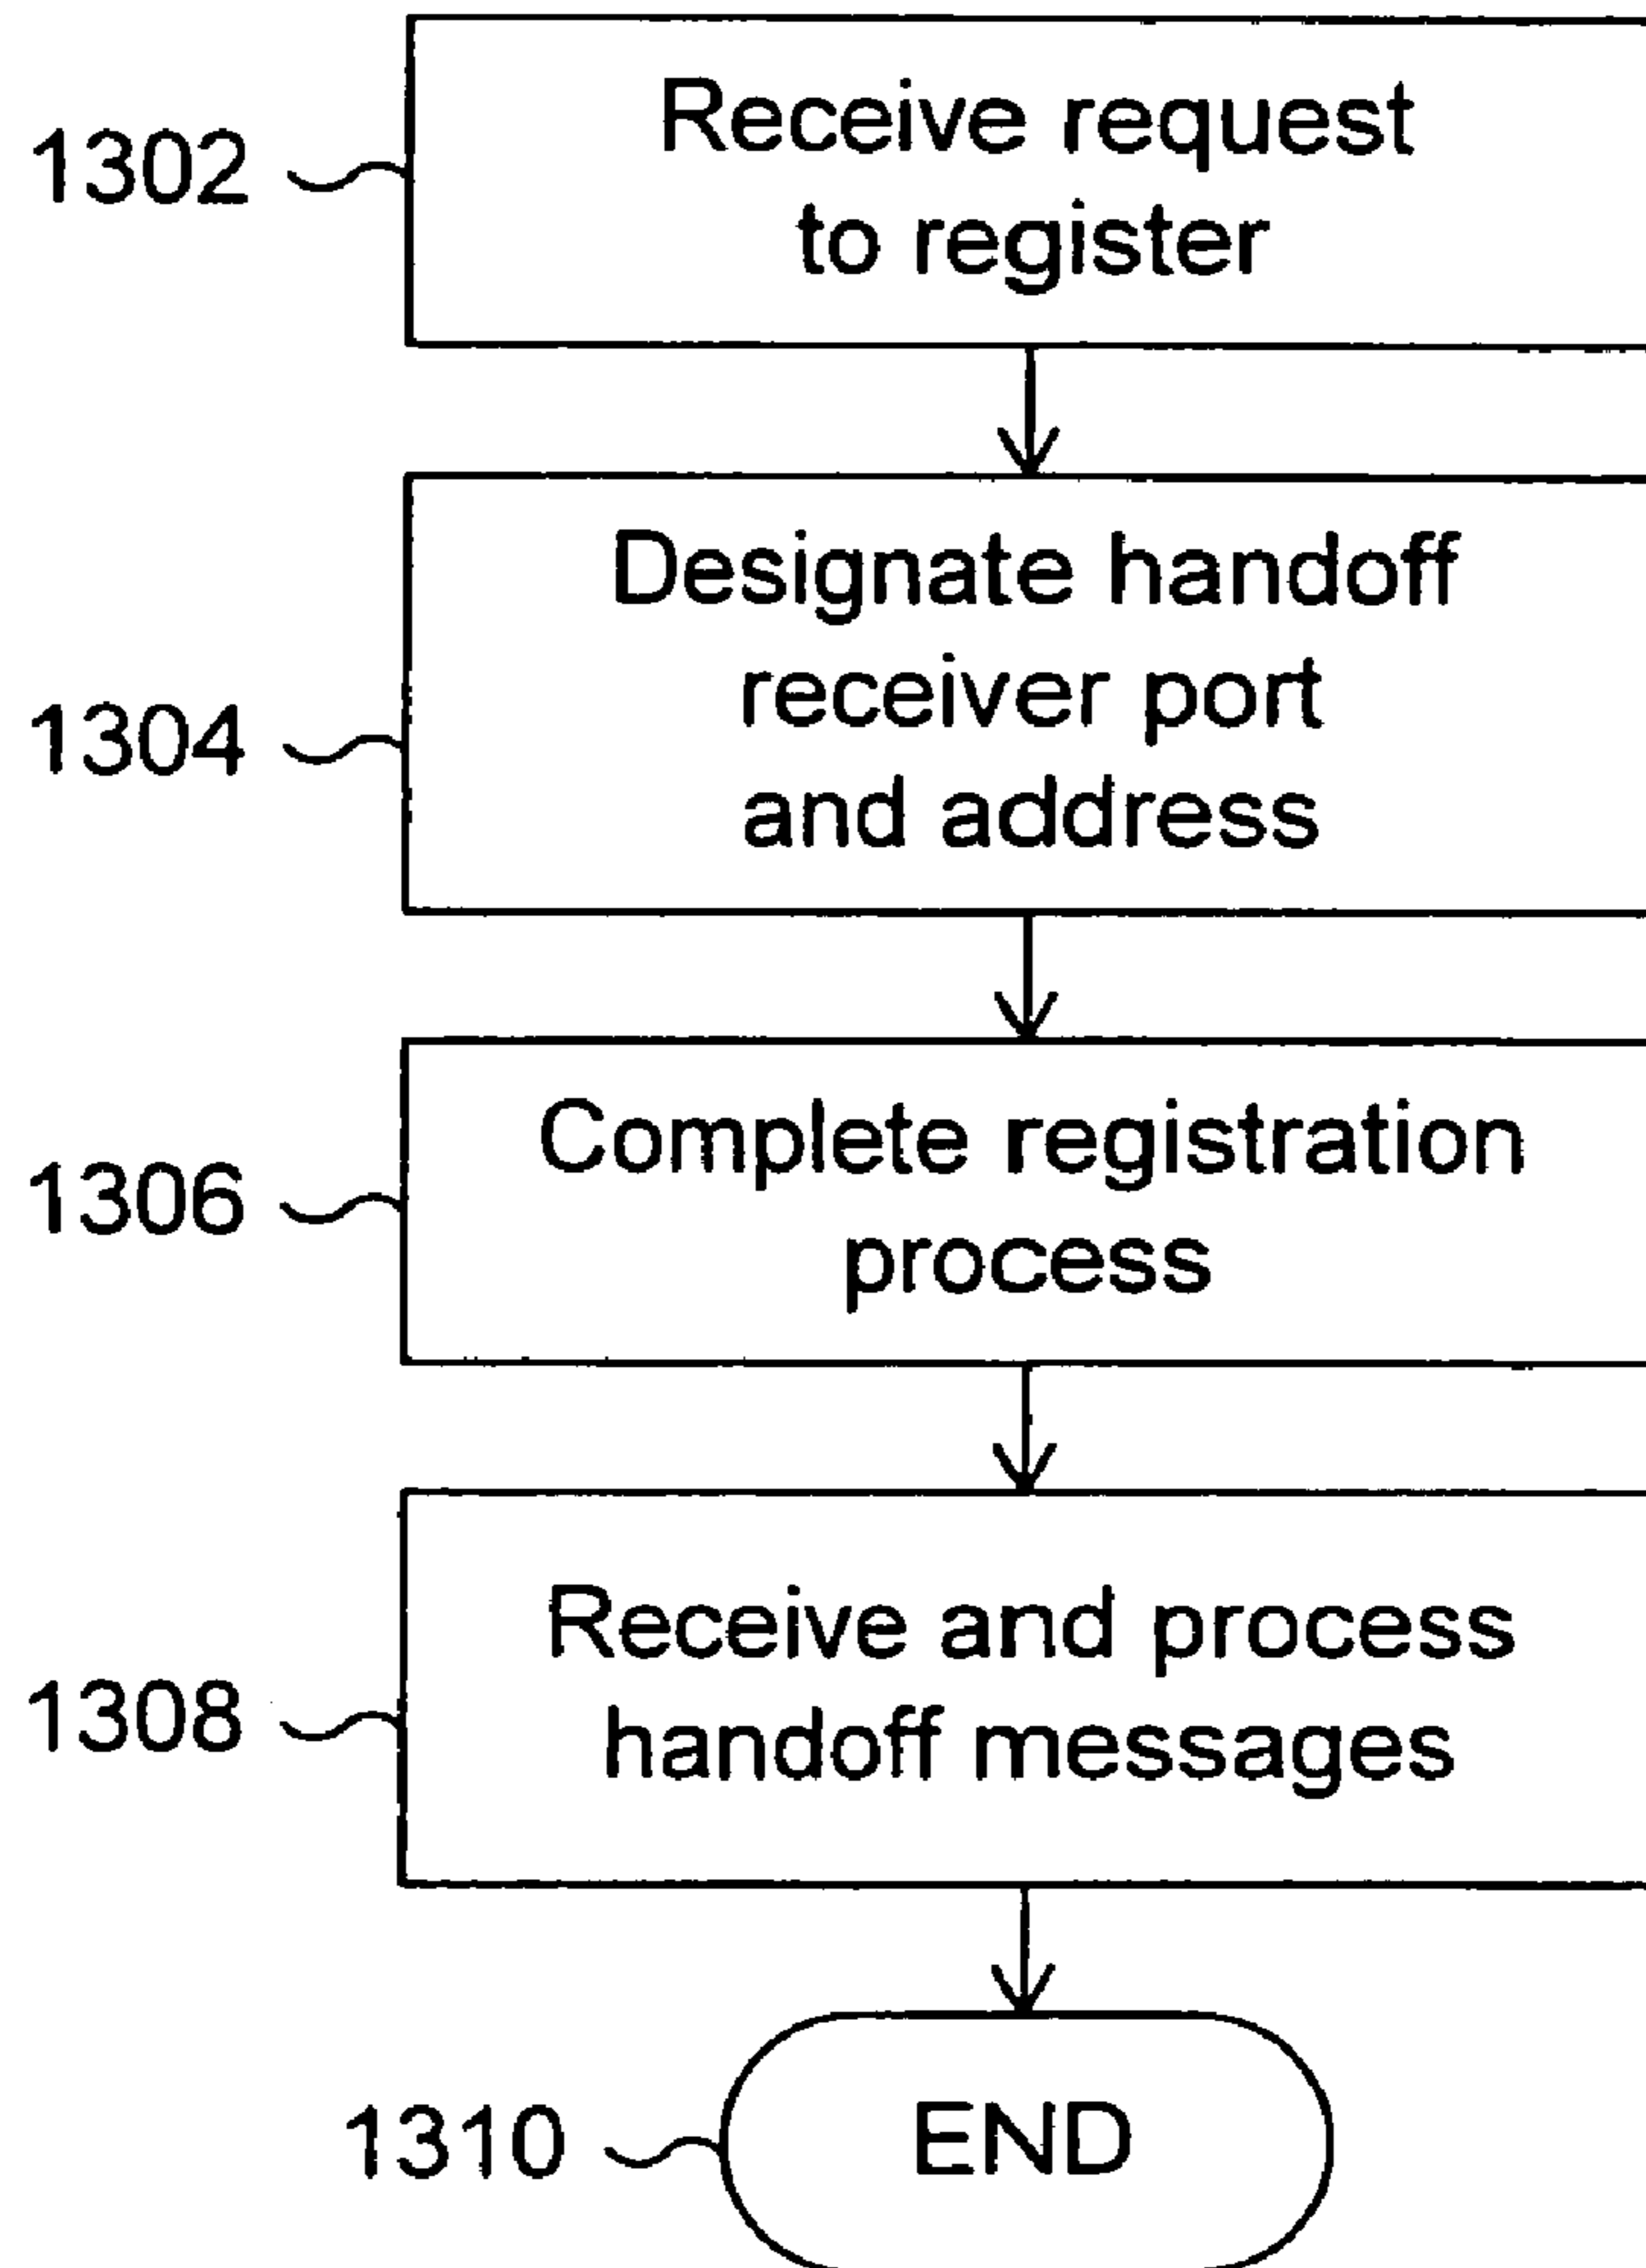 1302
Receive request
to register
1304
Designate handoff
receiver port
and address
1306
Complete registration
process
1308
Receive and process
handoff messages
1310
END